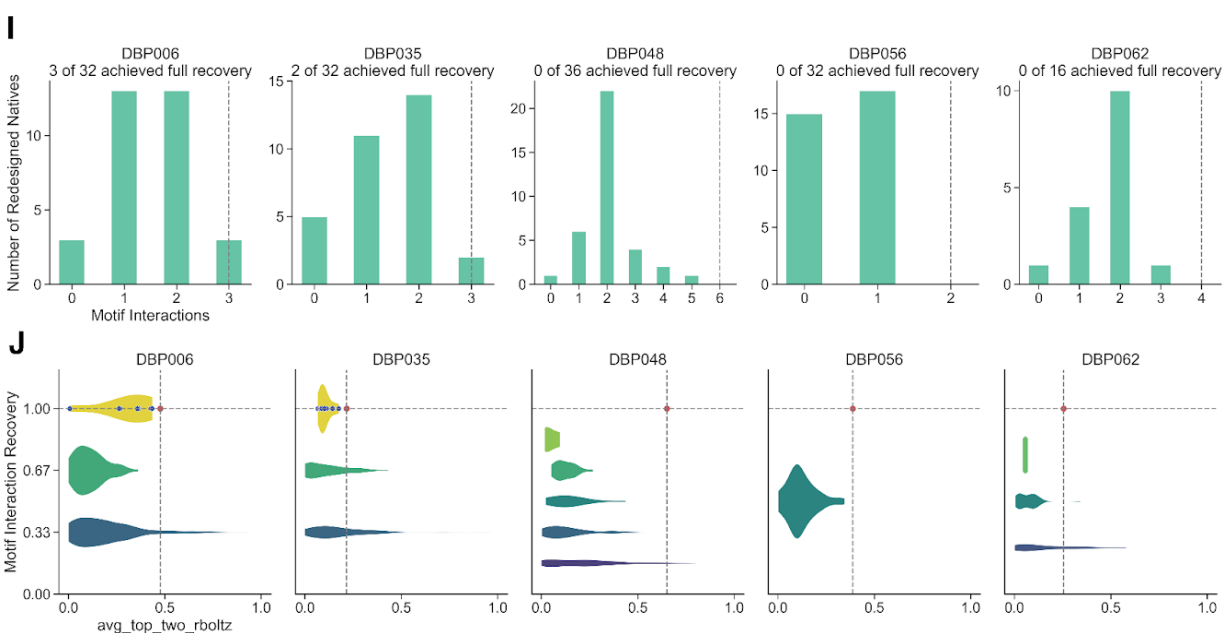 I
DBP006
3 of 32 achieved full recovery
DBP035
2 of 32 achieved full recovery
DBP048
0 of 36 achieved full recovery
DBP056
0 of 32 achieved full recovery
DBP062
0 of 16 achieved full recovery
Number of Redesigned Natives
10
5
0
0 1 2 3
Motif Interactions
15
10
5
0
0 1 2 3
20
15
10
5
0
0 1 2 3 4 5 6
15
10
5
0
0 1 2
10
5
0
0 1 2 3 4
J
DBP006
DBP035
DBP048
DBP056
DBP062
Motif Interaction Recovery
1.00
0.67
0.33
0.00
0.0 0.5 1.0
avg_top_two_rboltz
0.0 0.5 1.0
0.0 0.5 1.0
0.0 0.5 1.0
0.0 0.5 1.0